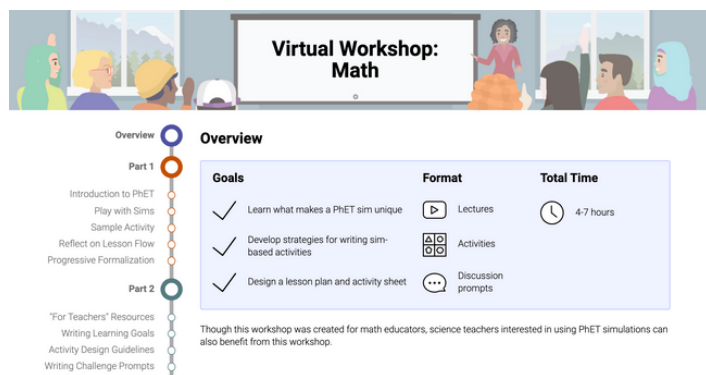 Virtual Workshop:
Math
Overview
Part 1
Introduction to PhET
Play with Sims
Sample Activity
Reflect on Lesson Flow
Progressive Formalization
Part 2
"For Teachers" Resources
Writing Learning Goals
Activity Design Guidelines
Writing Challenge Prompts
Overview
Goals
Learn what makes a PhET sim unique
Develop strategies for writing sim-
based activities
Design a lesson plan and activity sheet
Format
Lectures
Activities
Discussion
prompts
Total Time
4-7 hours
Though this workshop was created for math educators, science teachers interested in using PhET simulations can
also benefit from this workshop.